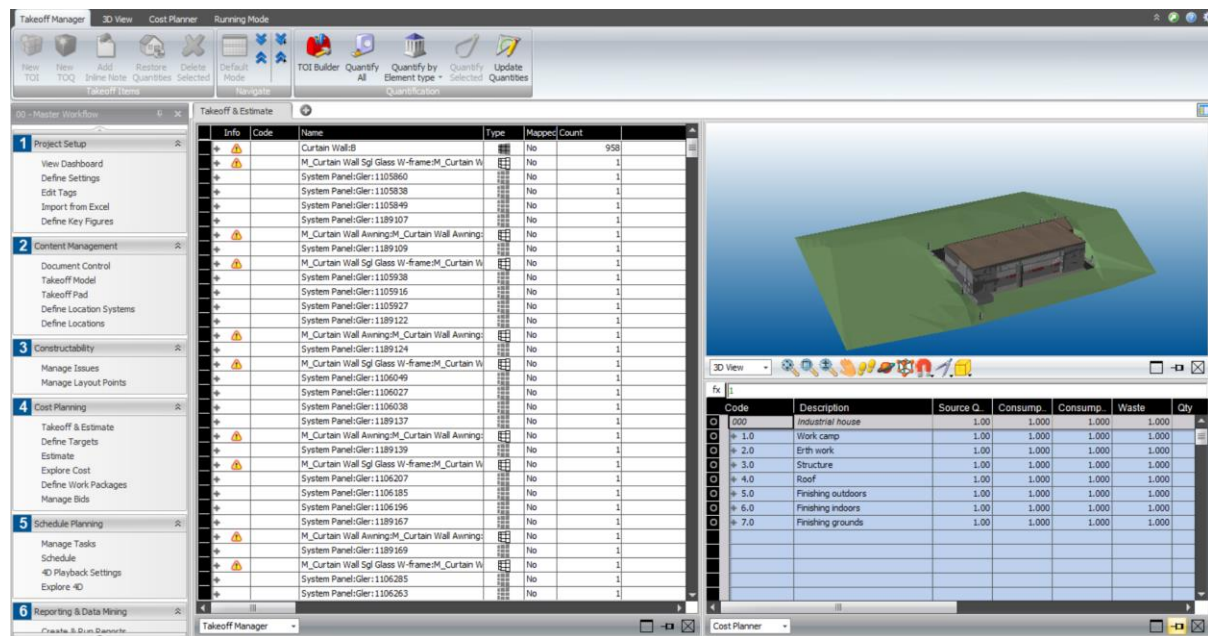 Takeoff Manager 3D View Cost Planner Running Mode
New TOI
New TOQ
Add Inline Note
Restore Quantities
Delete Selected
Default Mode
TOI Builder
Quantify All
Quantify by Element type
Quantify Selected
Update Quantities
Takeoff Items Navigate Quantification
00 - Master Workflow
1 Project Setup
View Dashboard
Define Settings
Edit Tags
Import from Excel
Define Key Figures
2 Content Management
Document Control
Takeoff Model
Takeoff Pad
Define Location Systems
Define Locations
3 Constructability
Manage Issues
Manage Layout Points
4 Cost Planning
Takeoff & Estimate
Define Targets
Estimate
Explore Cost
Define Work Packages
Manage Bids
5 Schedule Planning
Manage Tasks
Schedule
4D Playback Settings
Explore 4D
6 Reporting & Data Mining
Create & Run Reports
Takeoff & Estimate
Info Code Name Type Mapped Count
Curtain Wall:8 No 958
M_Curtain Wall Sgl Glass W-frame:M_Curtain W No 1
System Panel:Gler:1105860 No 1
System Panel:Gler:1105838 No 1
System Panel:Gler:1105849 No 1
System Panel:Gler:1189107 No 1
M_Curtain Wall Awning:M_Curtain Wall Awning: No 1
System Panel:Gler:1189109 No 1
M_Curtain Wall Sgl Glass W-frame:M_Curtain W No 1
System Panel:Gler:1105938 No 1
System Panel:Gler:1105916 No 1
System Panel:Gler:1105927 No 1
System Panel:Gler:1189122 No 1
M_Curtain Wall Awning:M_Curtain Wall Awning: No 1
System Panel:Gler:1189124 No 1
M_Curtain Wall Sgl Glass W-frame:M_Curtain W No 1
System Panel:Gler:1106049 No 1
System Panel:Gler:1106027 No 1
System Panel:Gler:1106038 No 1
System Panel:Gler:1189137 No 1
M_Curtain Wall Awning:M_Curtain Wall Awning: No 1
System Panel:Gler:1189139 No 1
M_Curtain Wall Sgl Glass W-frame:M_Curtain W No 1
System Panel:Gler:1106207 No 1
System Panel:Gler:1106185 No 1
System Panel:Gler:1106196 No 1
System Panel:Gler:1189167 No 1
M_Curtain Wall Awning:M_Curtain Wall Awning: No 1
System Panel:Gler:1189169 No 1
M_Curtain Wall Sgl Glass W-frame:M_Curtain W No 1
System Panel:Gler:1106285 No 1
System Panel:Gler:1106263 No 1
Takeoff Manager
3D View
fx 1
Code Description Source Q.. Consump.. Consump.. Waste Qty
000 Industrial house 1.00 1.000 1.000 1.000
1.0 Work camp 1.00 1.000 1.000 1.000
2.0 Erth work 1.00 1.000 1.000 1.000
3.0 Structure 1.00 1.000 1.000 1.000
4.0 Roof 1.00 1.000 1.000 1.000
5.0 Finishing outdoors 1.00 1.000 1.000 1.000
6.0 Finishing indoors 1.00 1.000 1.000 1.000
7.0 Finishing grounds 1.00 1.000 1.000 1.000
Cost Planner